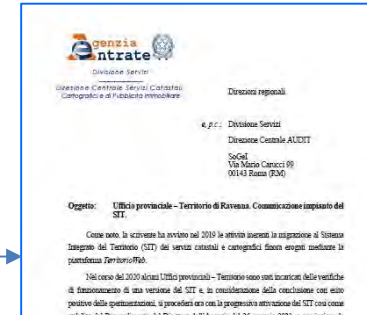 genzia
ntrate
Divisione Servizi
Direzione Centrale Servizi Catastali
Cartografici e di Pubblicità Immobiliare
Direzioni regionali
e, p.c.: Divisione Servizi
Direzione Centrale AUDIT
SoGeI
Via Mario Carucci 99
00143 Roma (RM)
Oggetto: Ufficio provinciale – Territorio di Ravenna. Comunicazione impianto del
SIT.
Come noto, la scrivente ha avviato nel 2019 le attività inerenti la migrazione al Sistema
Integrato del Territorio (SIT) dei servizi catastali e cartografici finora erogati mediante la
piattaforma TerritorioWeb.
Nel corso del 2020 alcuni Uffici provinciali – Territorio sono stati incaricati delle verifiche
di funzionamento di una versione del SIT e, in considerazione della conclusione con esito
positivo delle sperimentazioni, si procederà ora con la progressiva attivazione del SIT così come